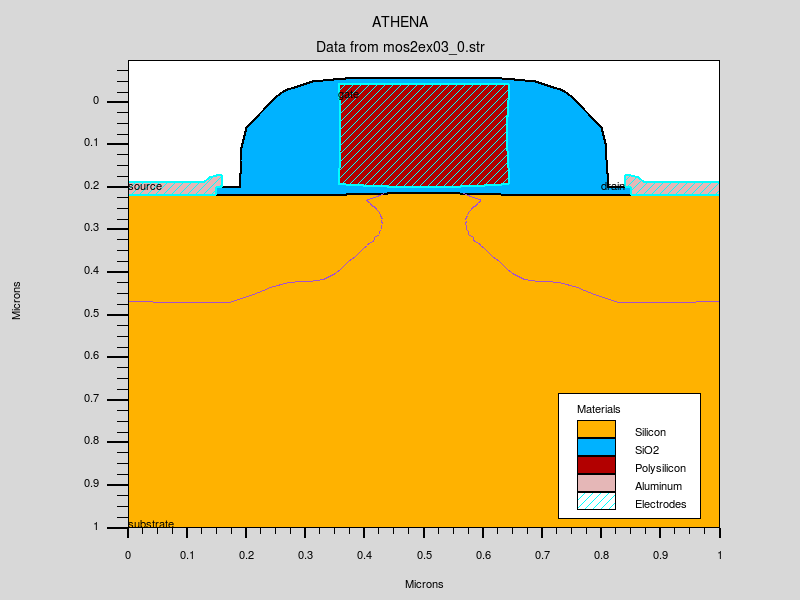 ATHENA
Data from mos2ex03_0.str
Microns
0
0.1
0.2
0.3
0.4
0.5
0.6
0.7
0.8
0.9
1
gate
source
drain
substrate
Materials
Silicon
SiO2
Polysilicon
Aluminum
Electrodes
0 0.1 0.2 0.3 0.4 0.5 0.6 0.7 0.8 0.9 1
Microns